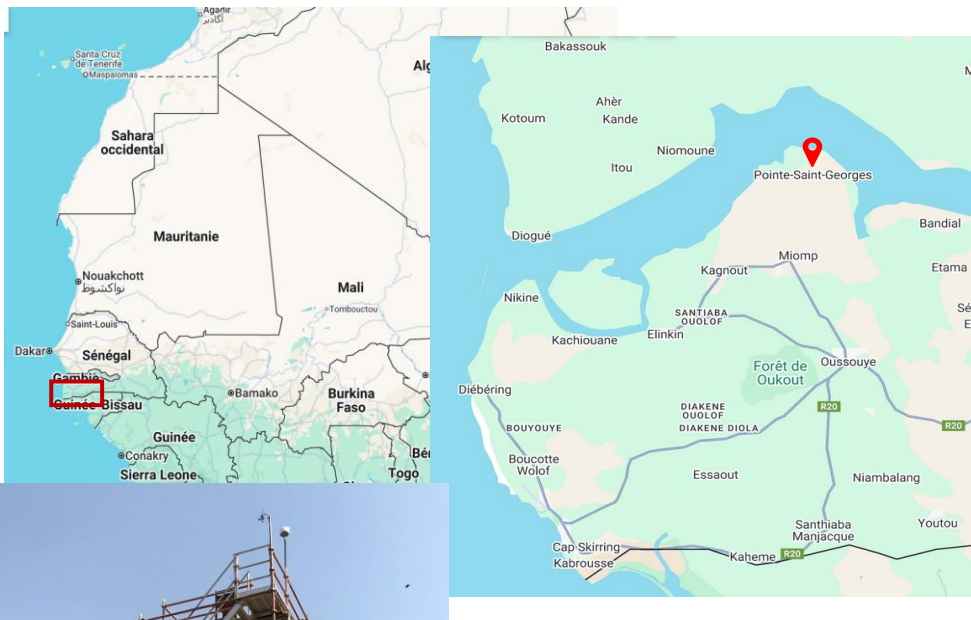 Agadir
أكادير
Santa Cruz
de Tenerife
Maspalomas
Alg
Sahara
occidental
Mauritanie
Nouakchott
نواكشوط
Mali
Tombouctou
Saint-Louis
Dakar
Sénégal
Gambie
Guinée-Bissau
Bamako
Burkina
Faso
Guinée
Conakry
Sierra Leone
Bé
Togo
Bakassouk
Ahèr
Kande
Kotoum
Niomoune
Itou
Pointe-Saint-Georges
Diogué
Bandial
Miomp
Kagnout
Etama
Nikine
SANTIABA
OUOLOF
Elinkin
Kachiouane
Oussouye
Forêt de
Oukout
Diébéring
DIAKENE
OUOLOF
R20
BOUYOUYE
DIAKENE DIOLA
R20
Boucotte
Wolof
Essaout
Niambalang
Santhiaba
Manjacque
Youtou
Cap Skirring
Kabrousse
Kaheme
R20